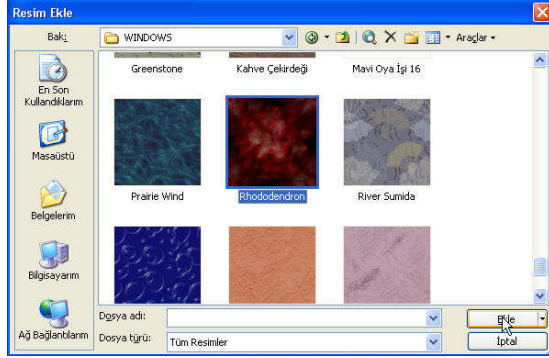 Resim Ekle
Bak:
WINDOWS
Araçlar
Greenstone
Kahve Çekirdeği
Mavi Oya İşi 16
En Son
Kullandıklarım
Masaüstü
Prairie Wind
Rhododendron
River Sumida
Belgelerim
Bilgisayarım
Ağ Bağlantılarım
Dosya adı:
Ekle
Dosya türü:
Tüm Resimler
İptal